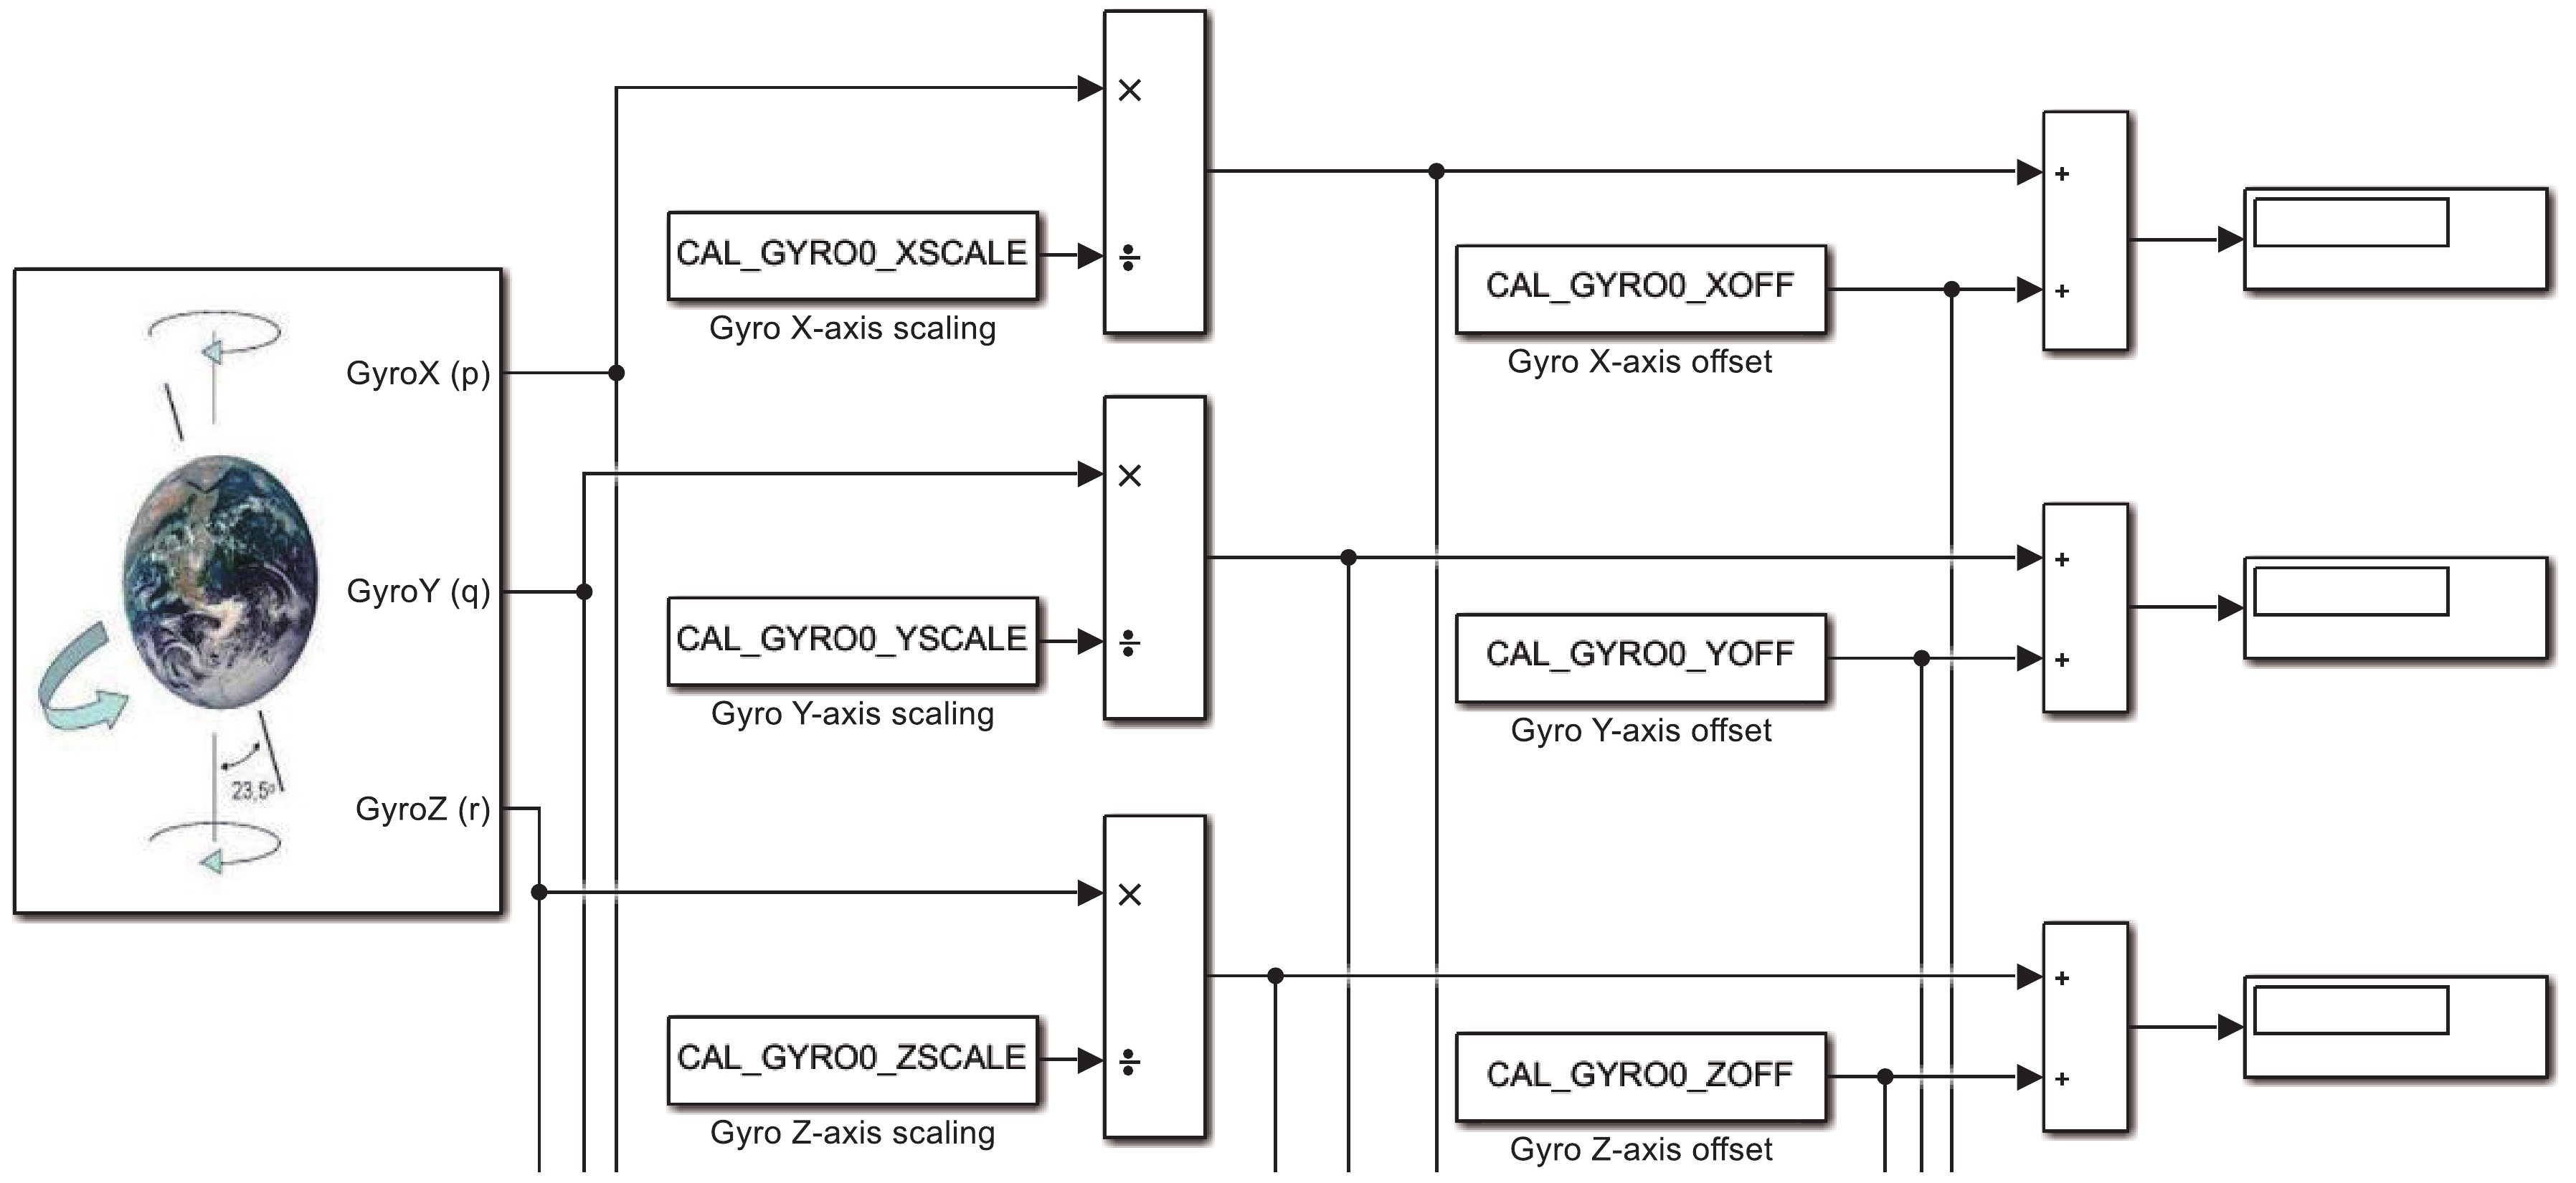 ×
CAL_GYRO0_XSCALE
÷
Gyro X-axis scaling
+
CAL_GYRO0_XOFF
+
Gyro X-axis offset
GyroX (p)
GyroY (q)
GyroZ (r)
23,5º
×
CAL_GYRO0_YSCALE
÷
Gyro Y-axis scaling
+
CAL_GYRO0_YOFF
+
Gyro Y-axis offset
×
CAL_GYRO0_ZSCALE
÷
Gyro Z-axis scaling
+
CAL_GYRO0_ZOFF
+
Gyro Z-axis offset